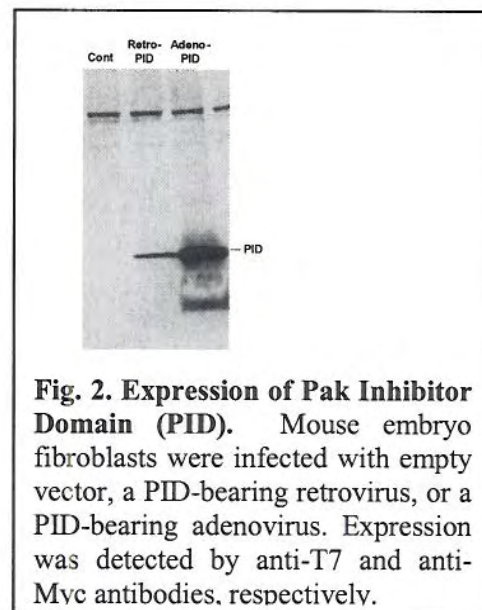 Retro- Adeno-
Cont PID PID
– PID
Fig. 2. Expression of Pak Inhibitor
Domain (PID). Mouse embryo
fibroblasts were infected with empty
vector, a PID-bearing retrovirus, or a
PID-bearing adenovirus. Expression
was detected by anti-T7 and anti-
Myc antibodies, respectively.